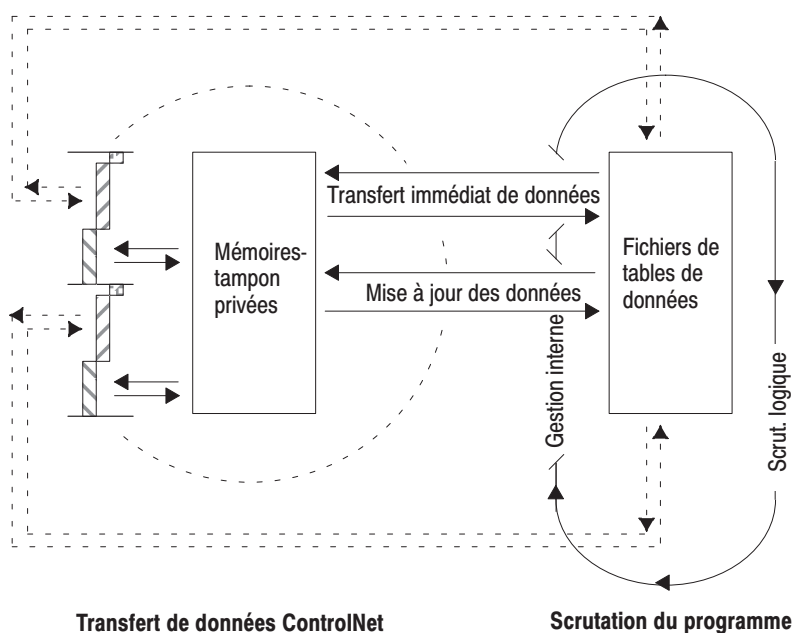 Transfert immédiat de données
Mémoires-
tampon
privées
Mise à jour des données
Fichiers de
tables de
données
Gestion interne
Scrut. logique
Transfert de données ControlNet
Scrutation du programme